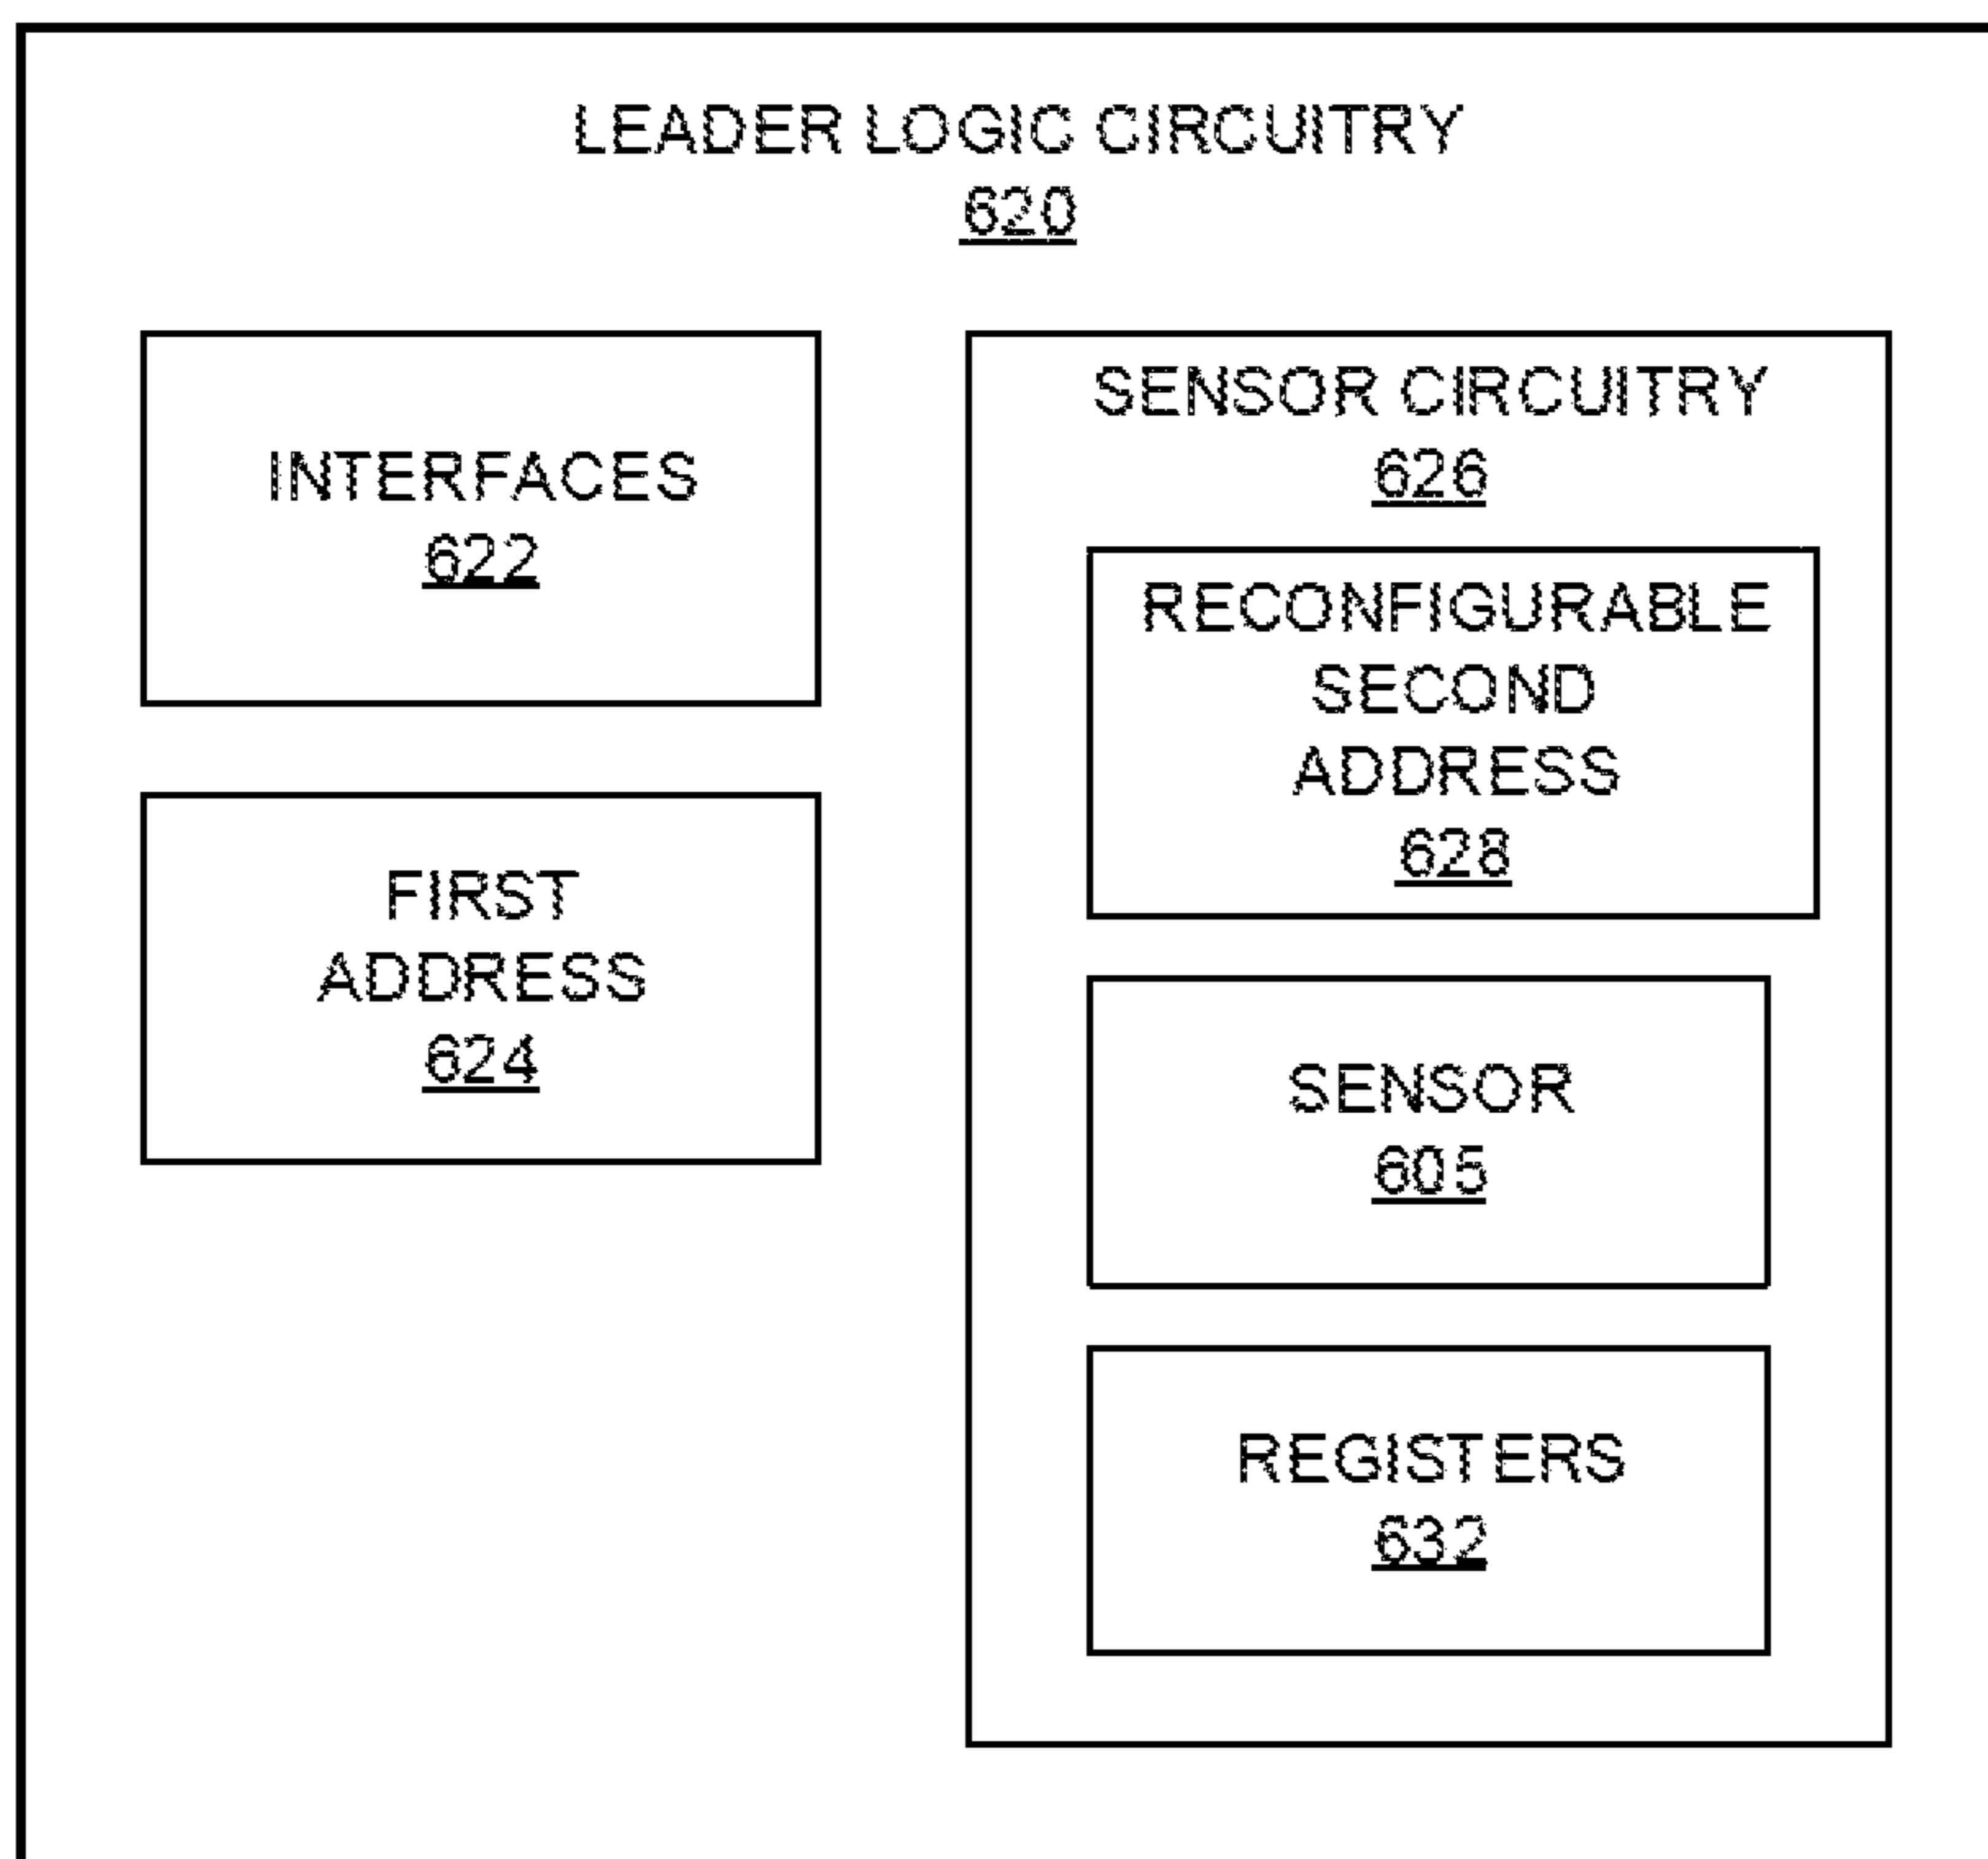 LEADER LOGIC CIRCUITRY
620
INTERFACES
622
FIRST
ADDRESS
624
SENSOR CIRCUITRY
626
RECONFIGURABLE
SECOND
ADDRESS
628
SENSOR
605
REGISTERS
632